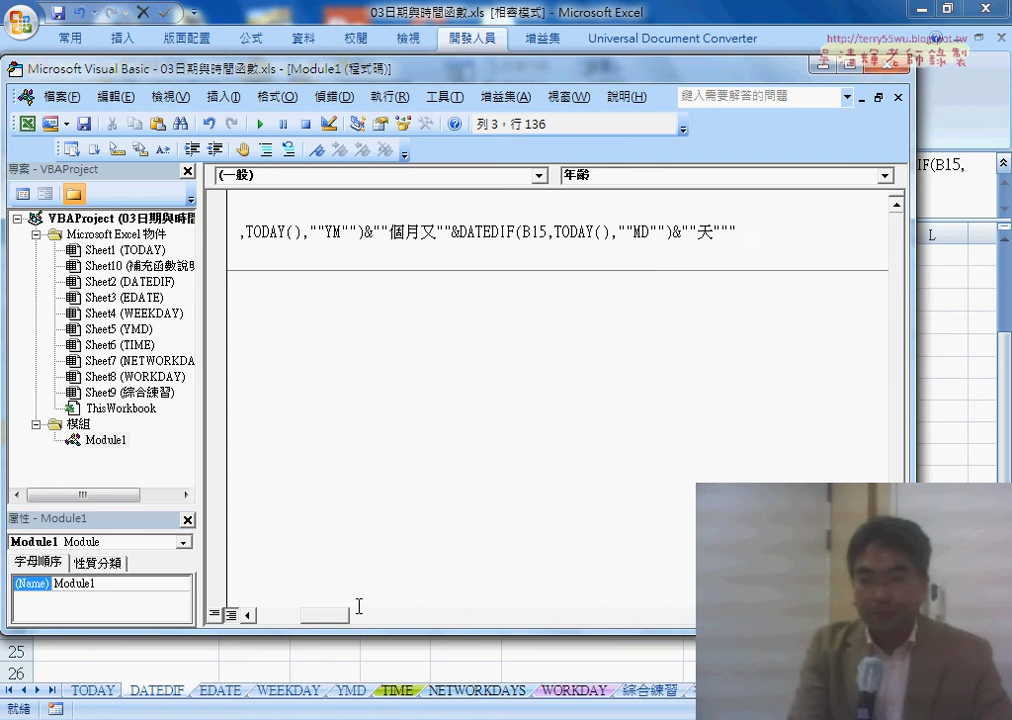 03日期與時間函數.xls [相容模式] - Microsoft Excel
常用 插入 版面配置 公式 資料 校閱 檢視 開發人員 增益集 Universal Document Converter
http://terry55wu.blogspot.tw
吳清輝老師錄製
Microsoft Visual Basic - 03日期與時間函數.xls - [Module1 (程式碼)]
檔案(F) 編輯(E) 檢視(V) 插入(I) 格式(O) 偵錯(D) 執行(R) 工具(T) 增益集(A) 視窗(W) 說明(H) 鍵入需要解答的問題
列 3，行 136
專案 - VBAProject
(一般) 年齡
IF(B15,
VBAProject (03日期與時間
Microsoft Excel 物件
Sheet1 (TODAY)
Sheet10 (補充函數說明
Sheet2 (DATEDIF)
Sheet3 (EDATE)
Sheet4 (WEEKDAY)
Sheet5 (YMD)
Sheet6 (TIME)
Sheet7 (NETWORKDA
Sheet8 (WORKDAY)
Sheet9 (綜合練習)
ThisWorkbook
模組
Module1
,TODAY(),""YM"")&""個月又""&DATEDIF(B15,TODAY(),""MD"")&""天"""
L
屬性 - Module1
Module1 Module
字母順序 性質分類
(Name) Module1
25
26
TODAY DATEDIF EDATE WEEKDAY YMD TIME NETWORKDAYS WORKDAY 綜合練習
就緒